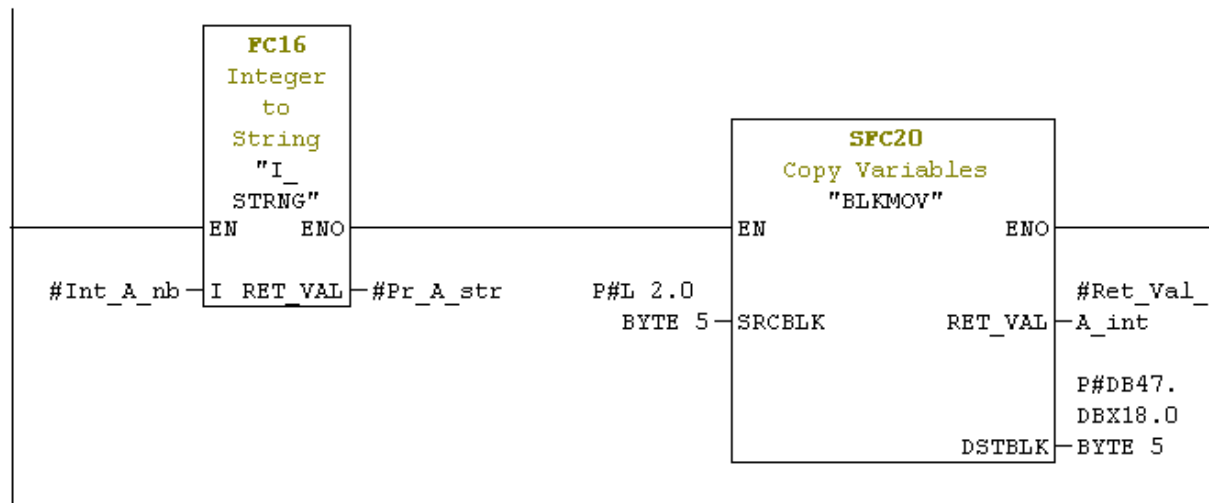 FC16
Integer
to
String
"I_
STRNG"
EN ENO
#Int_A_nb I RET_VAL #Pr_A_str
SFC20
Copy Variables
"BLKMOV"
EN ENO
P#L 2.0
BYTE 5 SRCBLK
#Ret_Val_
RET_VAL A_int
P#DB47.
DBX18.0
DSTBLK BYTE 5